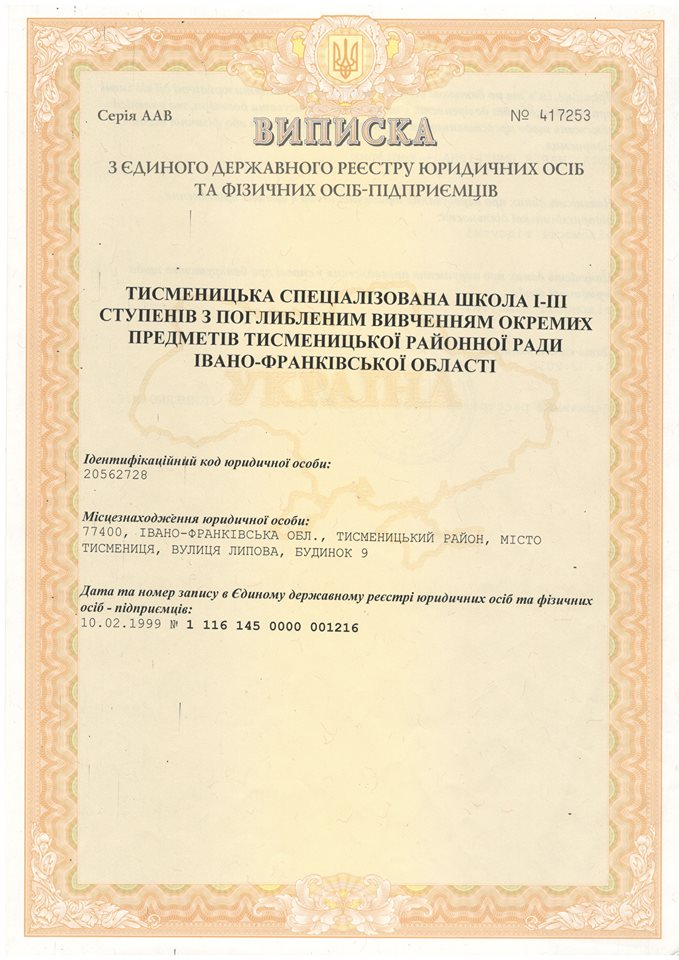 Серія ААВ
№ 417253
ВИПИСКА
З ЄДИНОГО ДЕРЖАВНОГО РЕЄСТРУ ЮРИДИЧНИХ ОСІБ
ТА ФІЗИЧНИХ ОСІБ-ПІДПРИЄМЦІВ
ТИСМЕНИЦЬКА СПЕЦІАЛІЗОВАНА ШКОЛА І-ІІІ
СТУПЕНІВ З ПОГЛИБЛЕНИМ ВИВЧЕННЯМ ОКРЕМИХ
ПРЕДМЕТІВ ТИСМЕНИЦЬКОЇ РАЙОННОЇ РАДИ
ІВАНО-ФРАНКІВСЬКОЇ ОБЛАСТІ
УКРАЇНА
Ідентифікаційний код юридичної особи:
20562728
Місцезнаходження юридичної особи:
77400, ІВАНО-ФРАНКІВСЬКА ОБЛ., ТИСМЕНИЦЬКИЙ РАЙОН, МІСТО
ТИСМЕНИЦЯ, ВУЛИЦЯ ЛИПОВА, БУДИНОК 9
Дата та номер запису в Єдиному державному реєстрі юридичних осіб та фізичних
осіб - підприємців:
10.02.1999 № 1 116 145 0000 001216